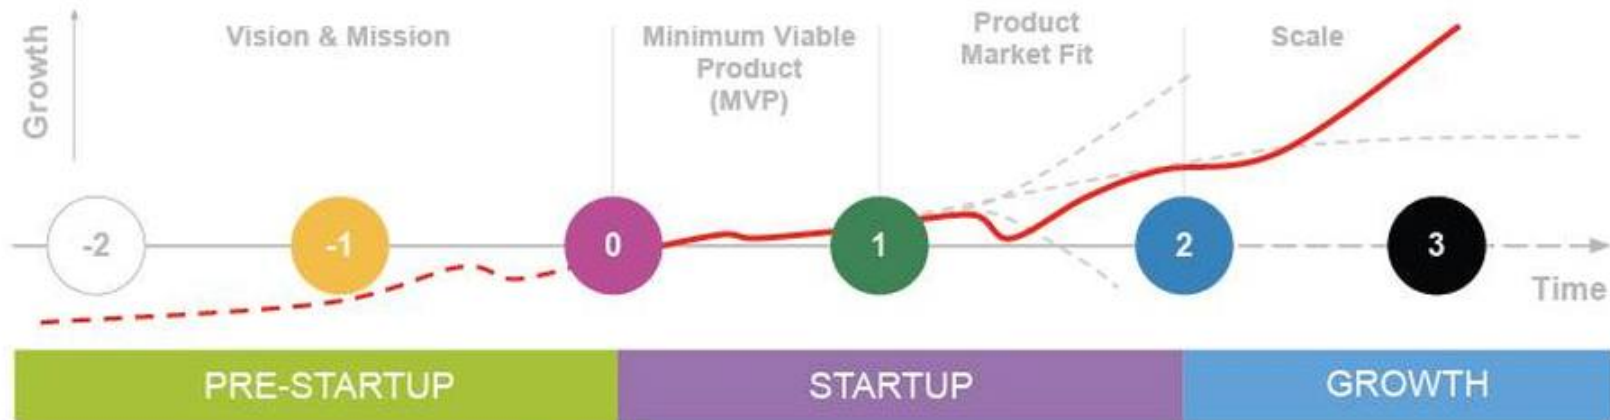 Growth
Vision & Mission
Minimum Viable
Product
(MVP)
Product
Market Fit
Scale
-2
-1
0
1
2
3
Time
PRE-STARTUP
STARTUP
GROWTH